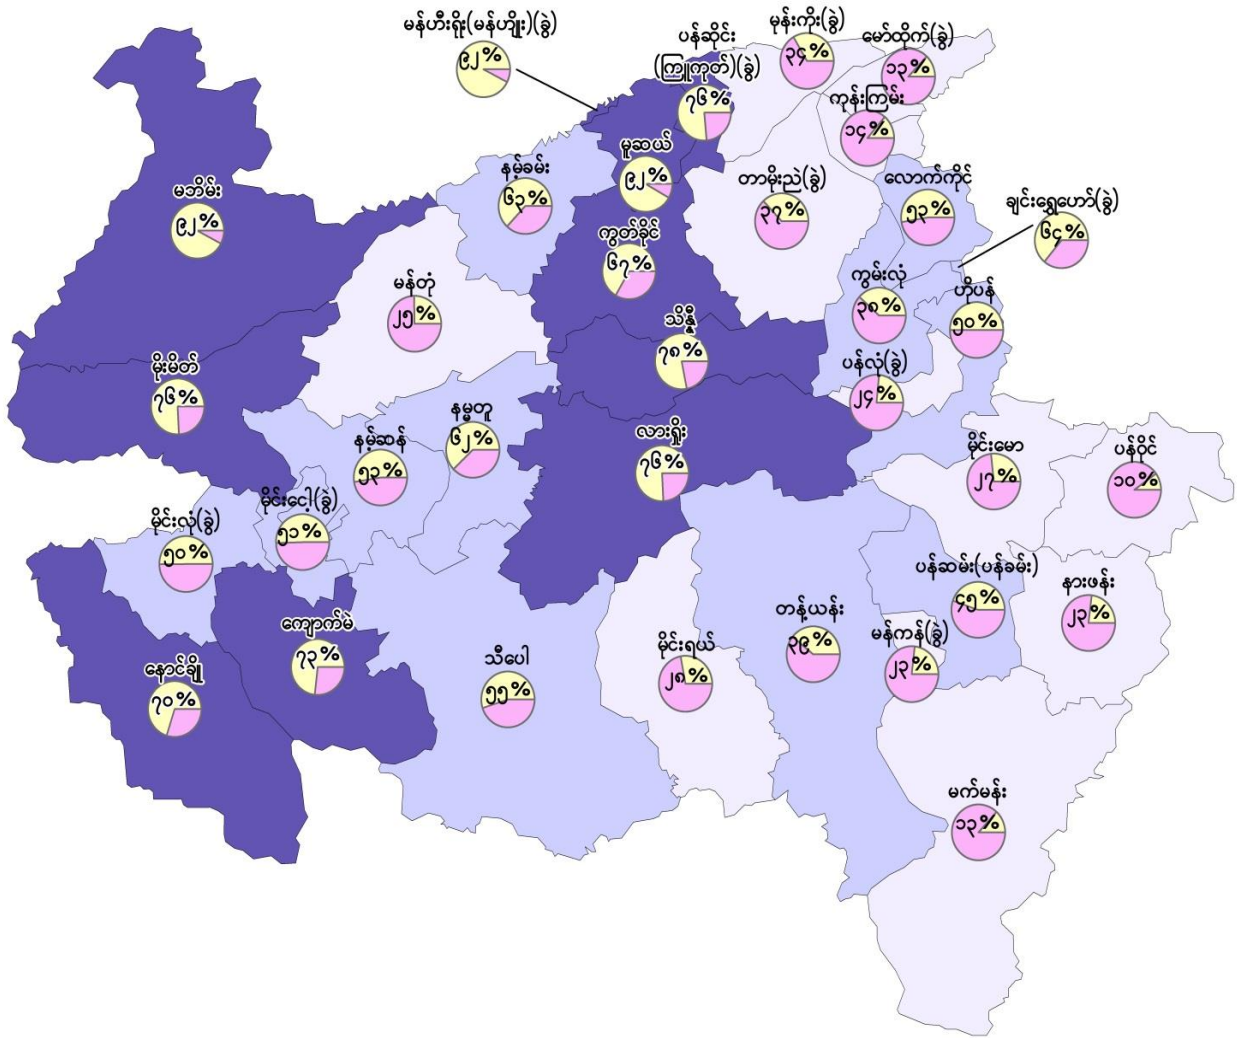 မန်ဟီးရိုး(မန်ဟျိုး)(ခွဲ)
၉၂%
ပန်ဆိုင်း
(ကြူကုတ်)(ခွဲ)
၇၆%
မုန်းကိုး(ခွဲ)
၃၄%
မော်ထိုက်(ခွဲ)
၁၃%
ကုန်းကြမ်း
၁၄%
မဘိမ်း
၉၂%
နမ့်ခမ်း
၆၃%
မူဆယ်
၉၂%
တာမိုးညဲ(ခွဲ)
၃၇%
လောက်ကိုင်
၅၃%
ချင်းရွှေဟော်(ခွဲ)
၆၄%
ကွတ်ခိုင်
၆၇%
မန်တုံ
၂၅%
ကွမ်းလုံ
၃၈%
ဟိုပန်
၅၀%
သိန္နီ
၇၈%
မိုးမိတ်
၇၆%
ပန်လုံ(ခွဲ)
၂၄%
နမ္မတူ
၆၂%
နမ့်ဆန်
၅၃%
လားရှိုး
၇၆%
မိုင်းမော
၂၇%
ပန်ဝိုင်
၁၀%
မိုင်းငေါ့(ခွဲ)
၅၁%
မိုင်းလုံ(ခွဲ)
၅၀%
ပန်ဆမ်း(ပန်ခမ်း)
၄၅%
နားဖန်း
၂၃%
ကျောက်မဲ
၇၃%
တန့်ယန်း
၃၉%
မန်ကန်(ခွဲ)
၂၃%
မိုင်းရယ်
၂၈%
သီပေါ
၅၅%
နောင်ချို
၇၀%
မက်မန်း
၁၃%